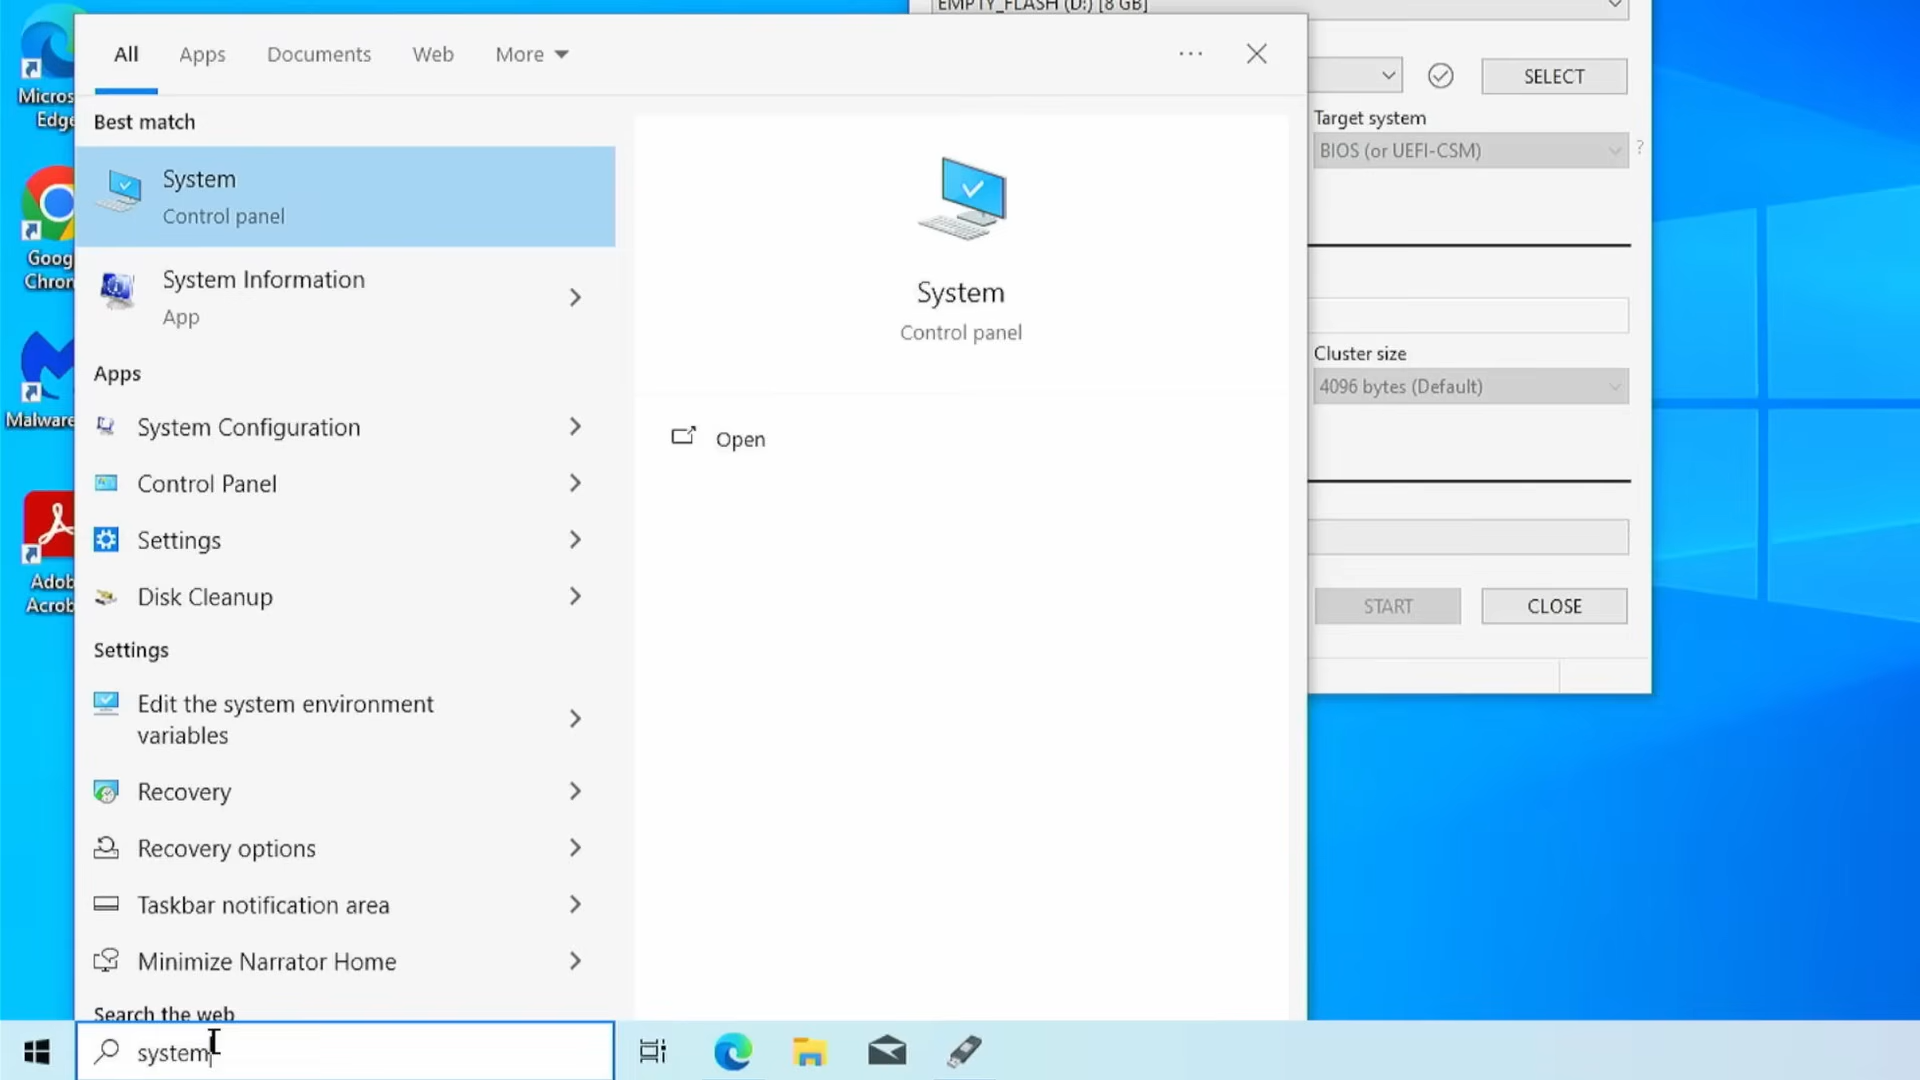 EMPTY_FLASH (D:) [8 GB]
All Apps Documents Web More
Best match
System
Control panel
System Information
App
Apps
System Configuration
Control Panel
Settings
Disk Cleanup
Settings
Edit the system environment
variables
Recovery
Recovery options
Taskbar notification area
Minimize Narrator Home
Search the web
system
System
Control panel
Open
SELECT
Target system
BIOS (or UEFI-CSM)
?
Cluster size
4096 bytes (Default)
START
CLOSE
Micros
Edge
Goog
Chron
Malware
Adob
Acrob